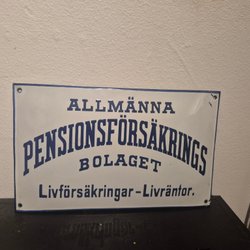 ALLMÄNNA
PENSIONSFÖRSÄKRINGS
BOLAGET
Livförsäkringar-Livräntor.